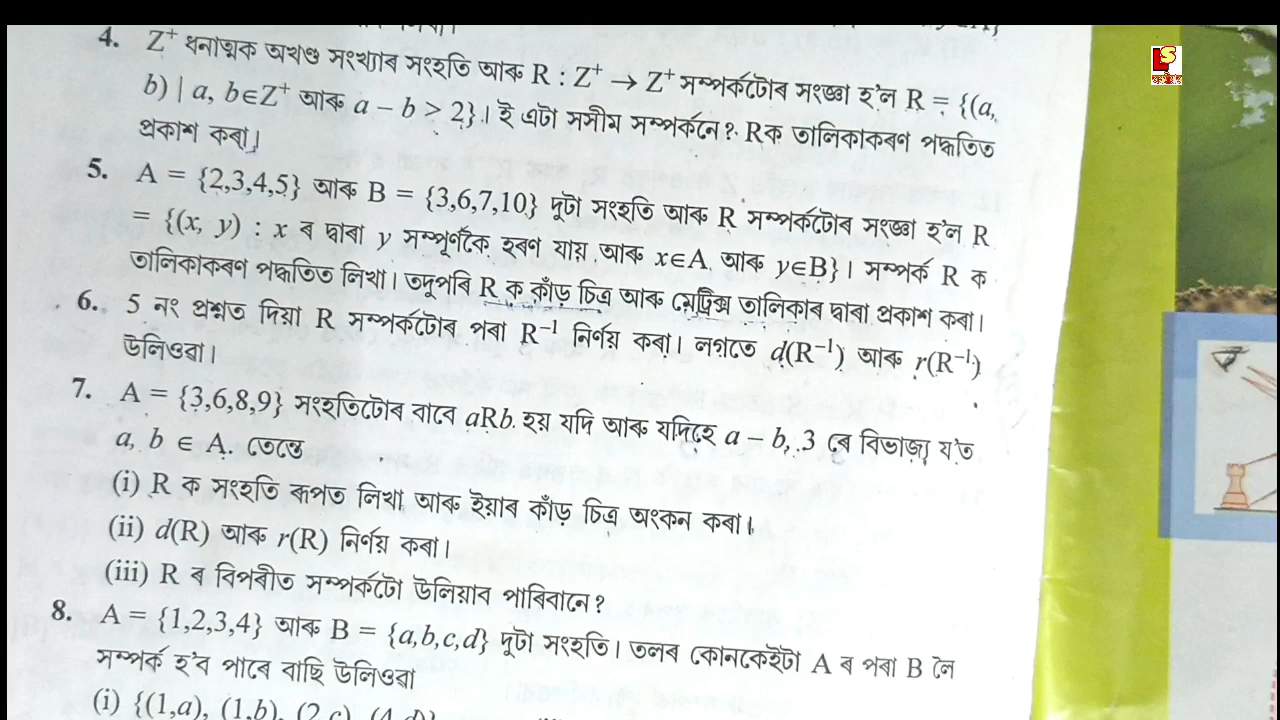 4. Z⁺ ধনাত্মক অখণ্ড সংখ্যাৰ সংহতি আৰু R : Z⁺ → Z⁺ সম্পৰ্কটোৰ সংজ্ঞা হ'ল R = {(a,
b) | a, b∈Z⁺ আৰু a – b > 2}। ই এটা সসীম সম্পৰ্কনে? Rক তালিকাকৰণ পদ্ধতিত
প্ৰকাশ কৰা।
5. A = {2,3,4,5} আৰু B = {3,6,7,10} দুটা সংহতি আৰু R সম্পৰ্কটোৰ সংজ্ঞা হ'ল R
= {(x, y) : x ৰ দ্বাৰা y সম্পূৰ্ণকৈ হৰণ যায় আৰু x∈A আৰু y∈B}। সম্পৰ্ক R ক
তালিকাকৰণ পদ্ধতিত লিখা। তদুপৰি R ক কাঁড় চিত্ৰ আৰু মেট্ৰিক্স তালিকাৰ দ্বাৰা প্ৰকাশ কৰা।
6. 5 নং প্ৰশ্নত দিয়া R সম্পৰ্কটোৰ পৰা R⁻¹ নিৰ্ণয় কৰা। লগতে d(R⁻¹) আৰু r(R⁻¹)
উলিওৱা।
7. A = {3,6,8,9} সংহতিটোৰ বাবে aRb হয় যদি আৰু যদিহে a – b, 3 ৰে বিভাজ্য য'ত
a, b ∈ A. তেন্তে
(i) R ক সংহতি ৰূপত লিখা আৰু ইয়াৰ কাঁড় চিত্ৰ অংকন কৰা।
(ii) d(R) আৰু r(R) নিৰ্ণয় কৰা।
(iii) R ৰ বিপৰীত সম্পৰ্কটো উলিয়াব পাৰিবানে?
8. A = {1,2,3,4} আৰু B = {a,b,c,d} দুটা সংহতি। তলৰ কোনকেইটা A ৰ পৰা B লৈ
সম্পৰ্ক হ'ব পাৰে বাছি উলিওৱা
(i) {(1,a), (1,b), (2,c), (4,d)}